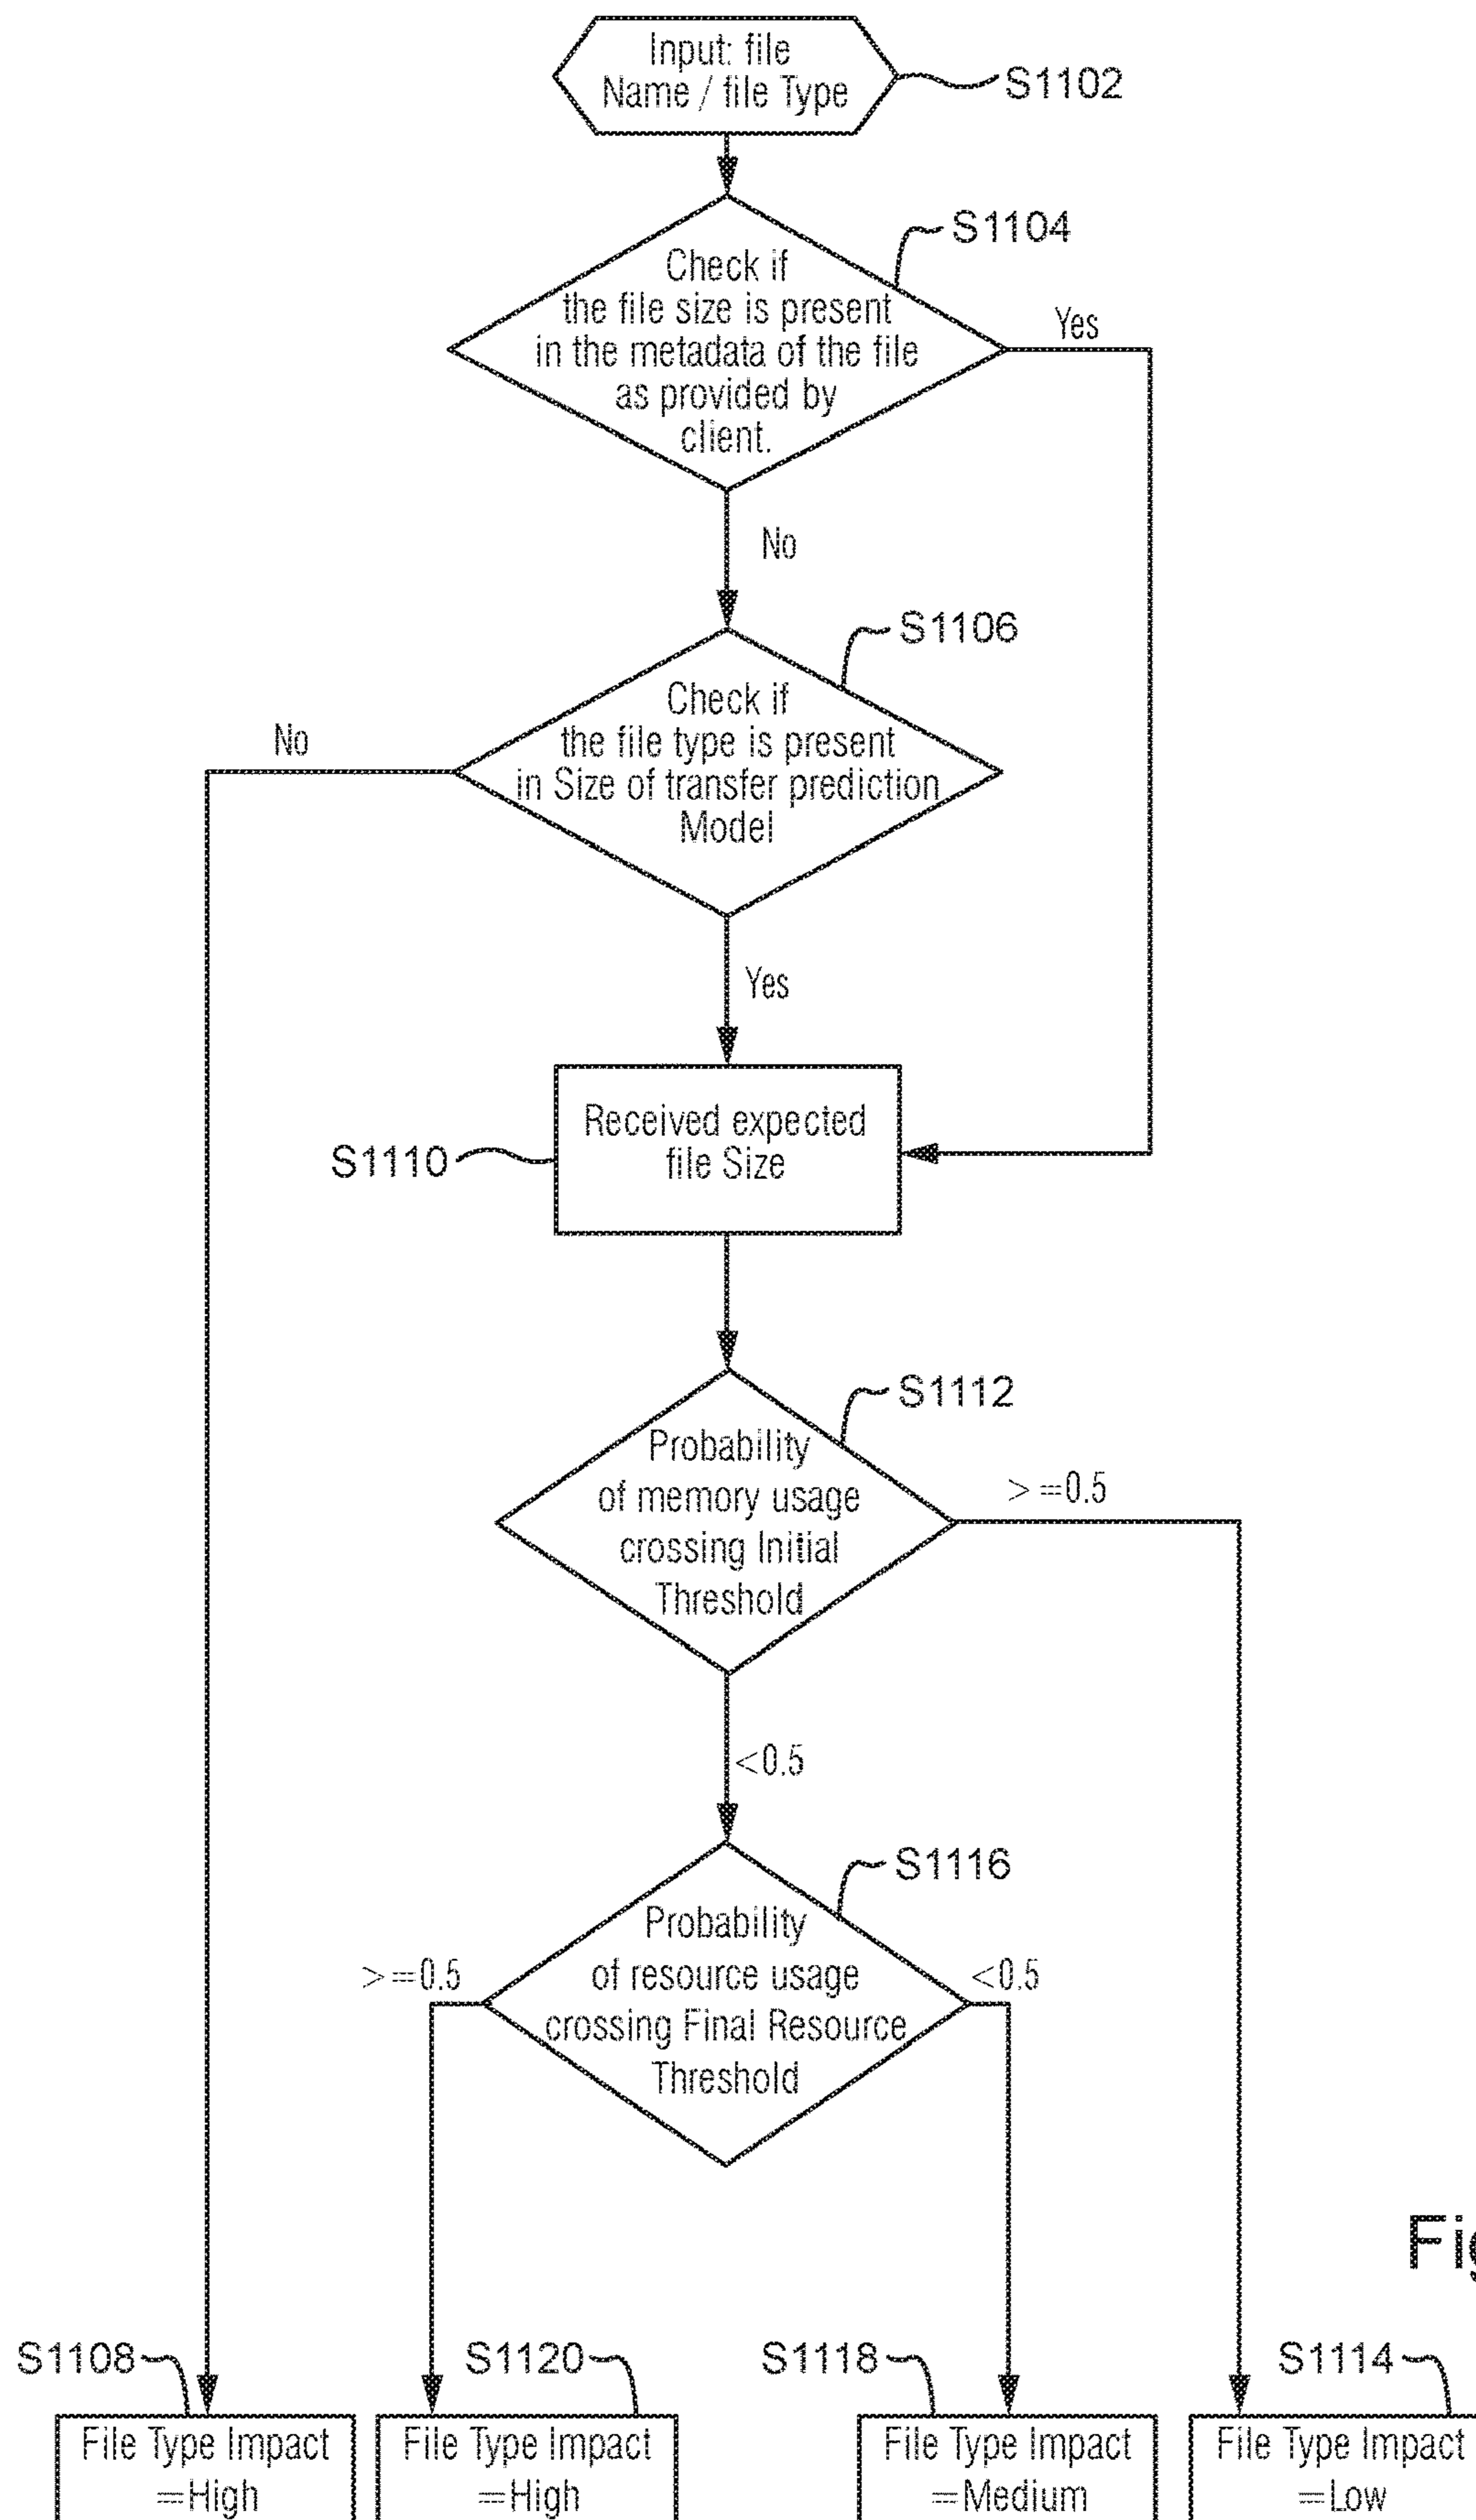 Input: file
Name / file Type
S1102
S1104
Check if
the file size is present
in the metadata of the file
as provided by
client.
Yes
No
S1106
Check if
the file type is present
in Size of transfer prediction
Model
No
Yes
Received expected
file Size
S1110
S1112
Probability
of memory usage
crossing Initial
Threshold
>=0.5
<0.5
S1116
Probability
of resource usage
crossing Final Resource
Threshold
>=0.5
<0.5
S1108
S1120
S1118
S1114
File Type Impact
=High
File Type Impact
=High
File Type Impact
=Medium
File Type Impact
=Low